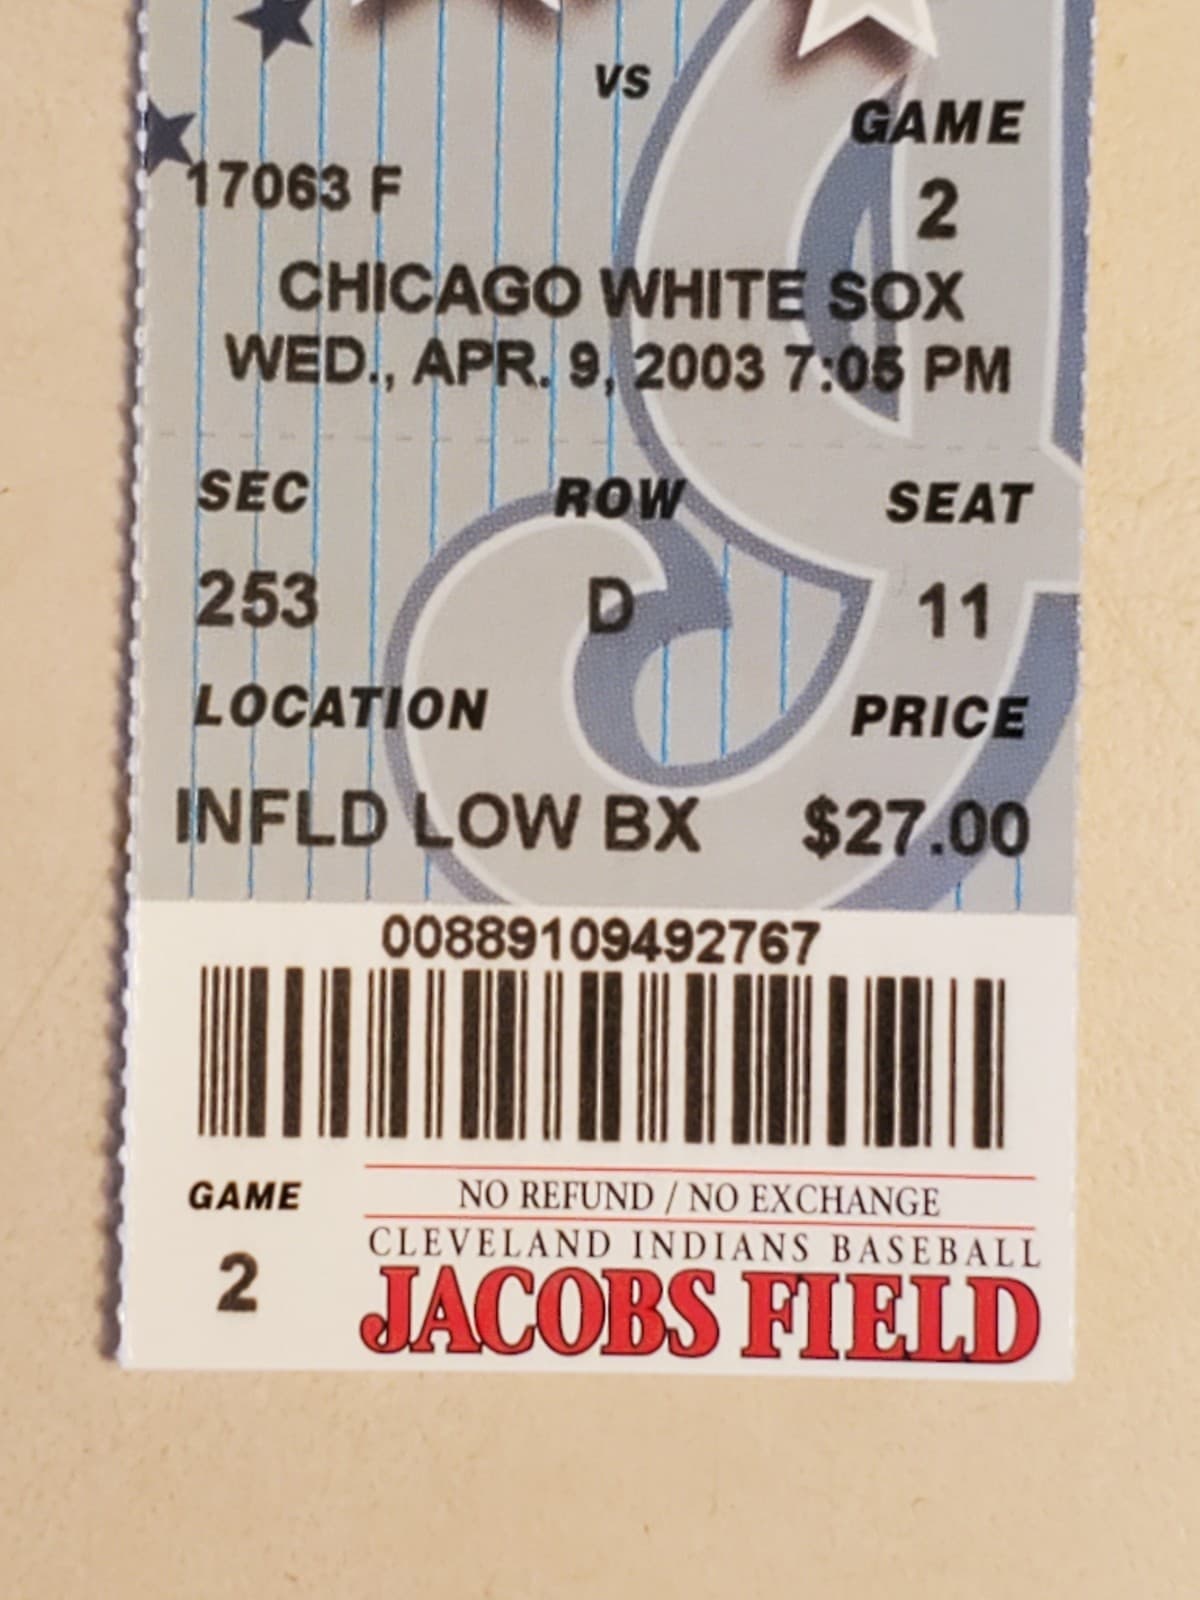 VS
GAME
17063 F
2
CHICAGO WHITE SOX
WED., APR. 9, 2003 7:05 PM
SEC ROW SEAT
253 D 11
LOCATION PRICE
INFLD LOW BX $27.00
00889109492767
GAME
2
NO REFUND / NO EXCHANGE
CLEVELAND INDIANS BASEBALL
JACOBS FIELD